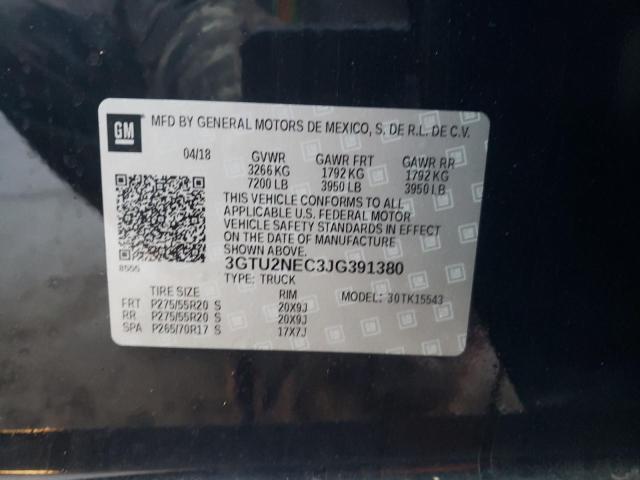 GM
MFD BY GENERAL MOTORS DE MEXICO, S. DE R.L. DE C.V.
04/18 GVWR GAWR FRT GAWR RR
3266 KG 1792 KG 1792 KG
7200 LB 3950 LB 3950 LB
THIS VEHICLE CONFORMS TO ALL
APPLICABLE U.S. FEDERAL MOTOR
VEHICLE SAFETY STANDARDS IN
EFFECT ON THE DATE OF MANUFACTURE
SHOWN ABOVE.
8500
3GTU2NEC3JG391380
TYPE: TRUCK
TIRE SIZE RIM MODEL: 30TK15543
FRT P275/55R20 S 20X9J
RR P275/55R20 S 20X9J
SPA P265/70R17 S 17X7J